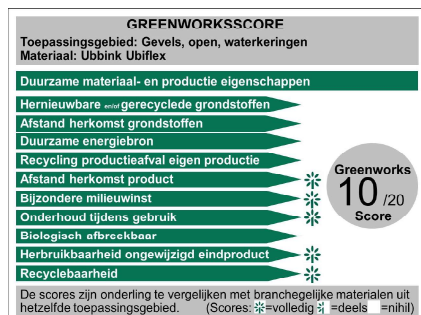 GREENWORKSSCORE
Toepassingsgebied: Gevels, open, waterkeringen
Materiaal: Ubbink Ubiflex
Duurzame materiaal- en productie eigenschappen
Hernieuwbare en/of gerecyclede grondstoffen
Afstand herkomst grondstoffen
Duurzame energiebron
Recycling productieafval eigen productie
Afstand herkomst product
Bijzondere milieuwinst
Onderhoud tijdens gebruik
Biologisch afbreekbaar
Herbruikbaarheid ongewijzigd eindproduct
Recyclebaarheid
Greenworks
10 /20
Score
De scores zijn onderling te vergelijken met branchegelijke materialen uit
hetzelfde toepassingsgebied. (Scores: =volledig =deels =nihil)